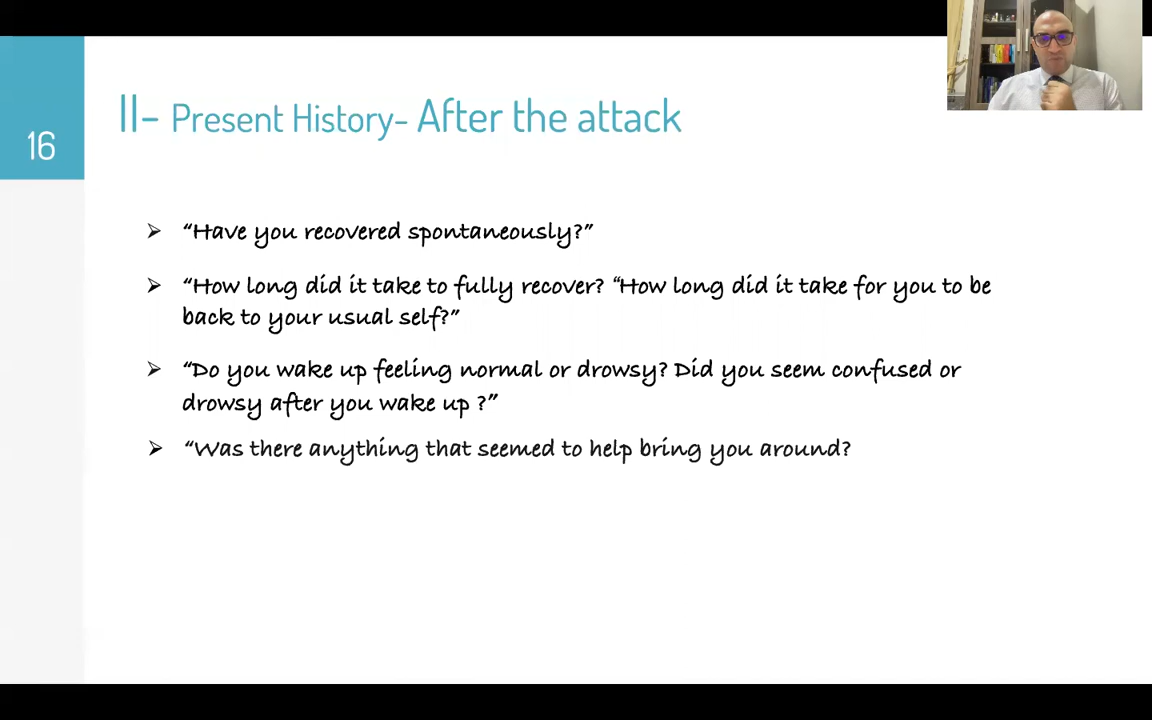 16
II- Present History- After the attack
➢ “Have you recovered spontaneously?”
➢ “How long did it take to fully recover? “How long did it take for you to be
back to your usual self?”
➢ “Do you wake up feeling normal or drowsy? Did you seem confused or
drowsy after you wake up ?”
➢ “Was there anything that seemed to help bring you around?